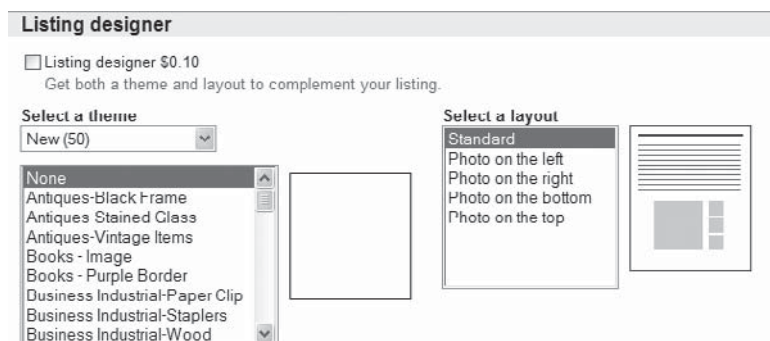 Listing designer
Listing designer $0.10
Get both a theme and layout to complement your listing.
Select a theme
New (50)
None
Antiques-Black Frame
Antiques Stained Glass
Antiques-Vintage Items
Books - Image
Books - Purple Border
Business Industrial-Paper Clip
Business Industrial-Staplers
Business Industrial-Wood
Select a layout
Standard
Photo on the left
Photo on the right
Photo on the bottom
Photo on the top